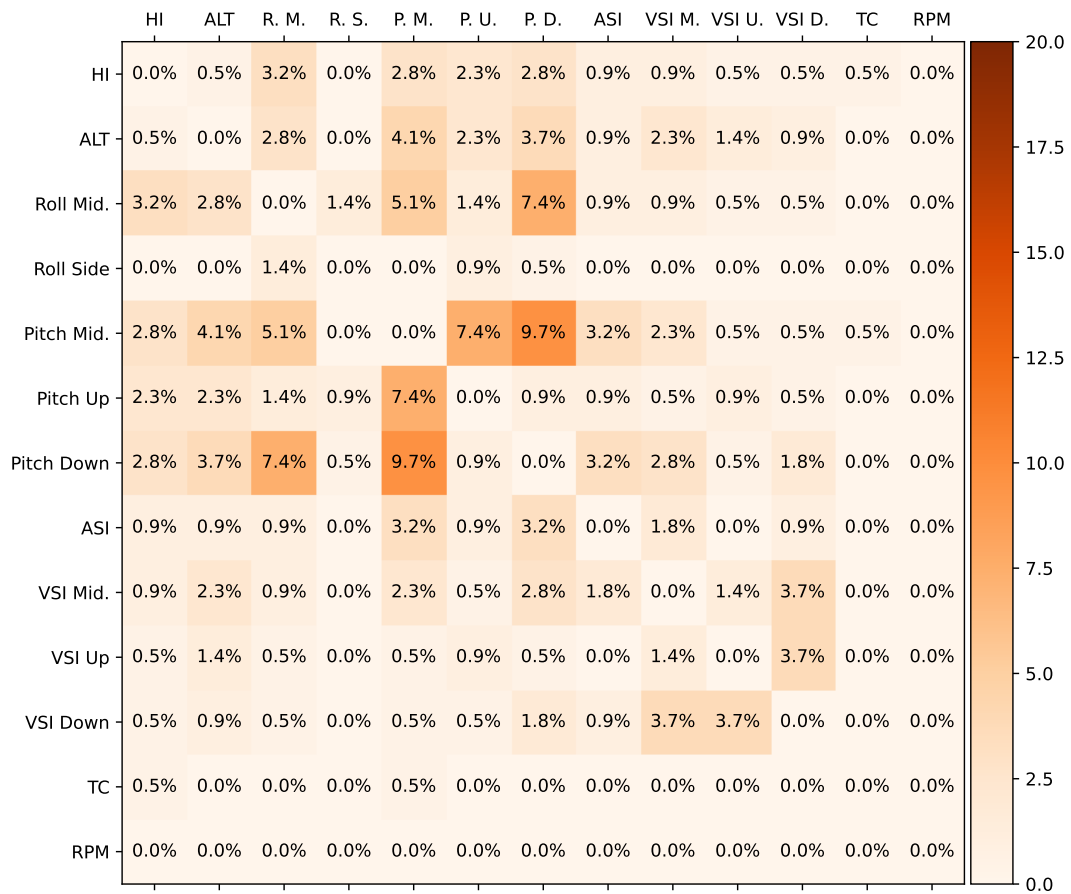 HI ALT R. M. R. S. P. M. P. U. P. D. ASI VSI M. VSI U. VSI D. TC RPM
HI 0.0% 0.5% 3.2% 0.0% 2.8% 2.3% 2.8% 0.9% 0.9% 0.5% 0.5% 0.5% 0.0%
ALT 0.5% 0.0% 2.8% 0.0% 4.1% 2.3% 3.7% 0.9% 2.3% 1.4% 0.9% 0.0% 0.0%
Roll Mid. 3.2% 2.8% 0.0% 1.4% 5.1% 1.4% 7.4% 0.9% 0.9% 0.5% 0.5% 0.0% 0.0%
Roll Side 0.0% 0.0% 1.4% 0.0% 0.0% 0.9% 0.5% 0.0% 0.0% 0.0% 0.0% 0.0% 0.0%
Pitch Mid. 2.8% 4.1% 5.1% 0.0% 0.0% 7.4% 9.7% 3.2% 2.3% 0.5% 0.5% 0.5% 0.0%
Pitch Up 2.3% 2.3% 1.4% 0.9% 7.4% 0.0% 0.9% 0.9% 0.5% 0.9% 0.5% 0.0% 0.0%
Pitch Down 2.8% 3.7% 7.4% 0.5% 9.7% 0.9% 0.0% 3.2% 2.8% 0.5% 1.8% 0.0% 0.0%
ASI 0.9% 0.9% 0.9% 0.0% 3.2% 0.9% 3.2% 0.0% 1.8% 0.0% 0.9% 0.0% 0.0%
VSI Mid. 0.9% 2.3% 0.9% 0.0% 2.3% 0.5% 2.8% 1.8% 0.0% 1.4% 3.7% 0.0% 0.0%
VSI Up 0.5% 1.4% 0.5% 0.0% 0.5% 0.9% 0.5% 0.0% 1.4% 0.0% 3.7% 0.0% 0.0%
VSI Down 0.5% 0.9% 0.5% 0.0% 0.5% 0.5% 1.8% 0.9% 3.7% 3.7% 0.0% 0.0% 0.0%
TC 0.5% 0.0% 0.0% 0.0% 0.5% 0.0% 0.0% 0.0% 0.0% 0.0% 0.0% 0.0% 0.0%
RPM 0.0% 0.0% 0.0% 0.0% 0.0% 0.0% 0.0% 0.0% 0.0% 0.0% 0.0% 0.0% 0.0%
20.0
17.5
15.0
12.5
10.0
7.5
5.0
2.5
0.0